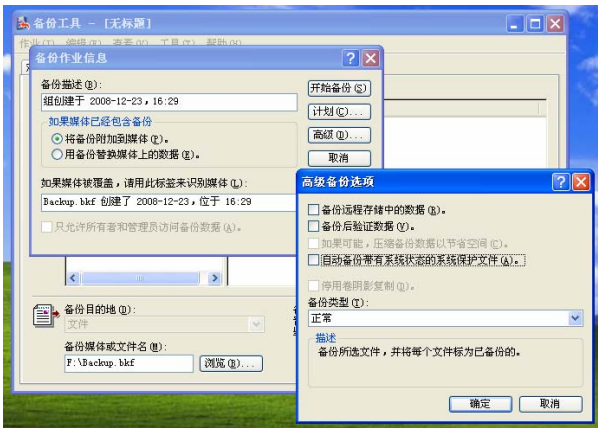 备份工具 - [无标题]
备份作业信息
备份描述(B):
组创建于 2008-12-23，16:29
如果媒体已经包含备份
将备份附加到媒体(P)。
用备份替换媒体上的数据(E)。
如果媒体被覆盖，请用此标签来识别媒体(L):
Backup.bkf 创建了 2008-12-23，位于 16:29
只允许所有者和管理员访问备份数据(A)。
开始备份(S)
计划(C)...
高级(D)...
取消
备份目的地(D):
文件
备份媒体或文件名(M):
F:\Backup.bkf
浏览(B)...
高级备份选项
备份远程存储中的数据(R)。
备份后验证数据(V)。
如果可能，压缩备份数据以节省空间(C)。
自动备份带有系统状态的系统保护文件(A)。
停用卷阴影复制(D)。
备份类型(T):
正常
描述
备份所选文件，并将每个文件标为已备份的。
确定
取消